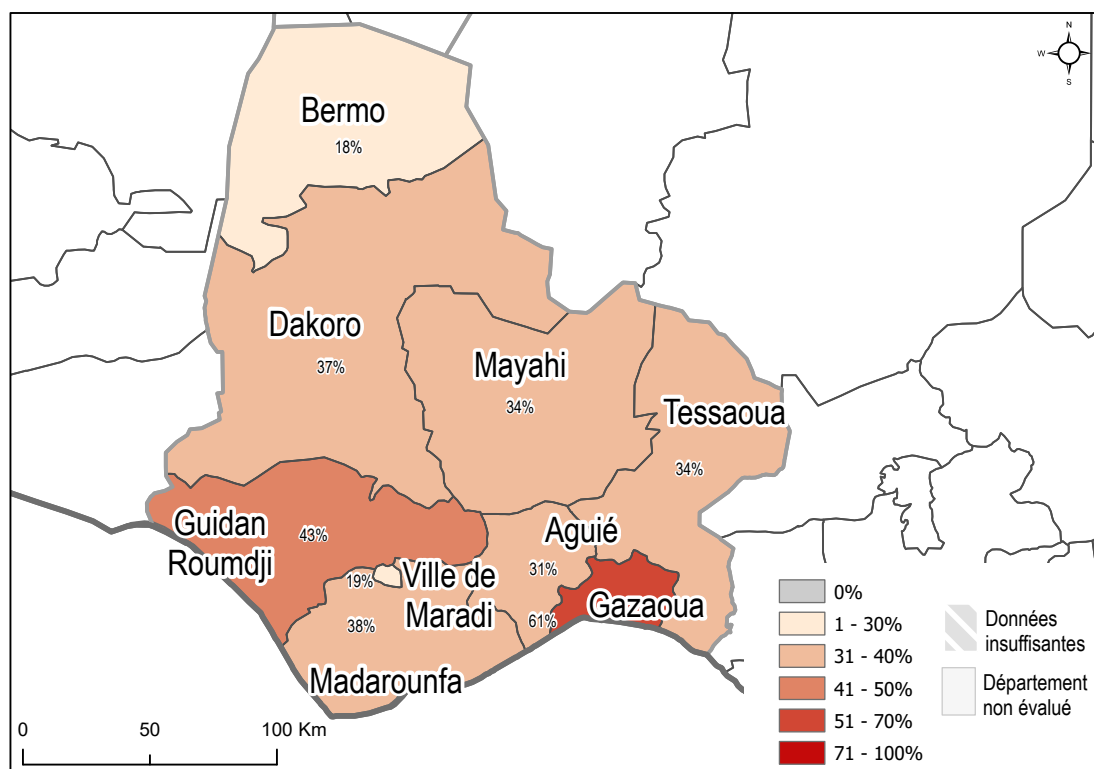 N
W
S
Bermo
18%
Dakoro
37%
Mayahi
34%
Tessaoua
34%
Guidan
Roumdji
43%
Aguié
31%
Ville de
Maradi
19%
Gazaoua
61%
38%
Madarounfa
0%
1 - 30%
31 - 40%
41 - 50%
51 - 70%
71 - 100%
Données
insuffisantes
Département
non évalué
0
50
100 Km